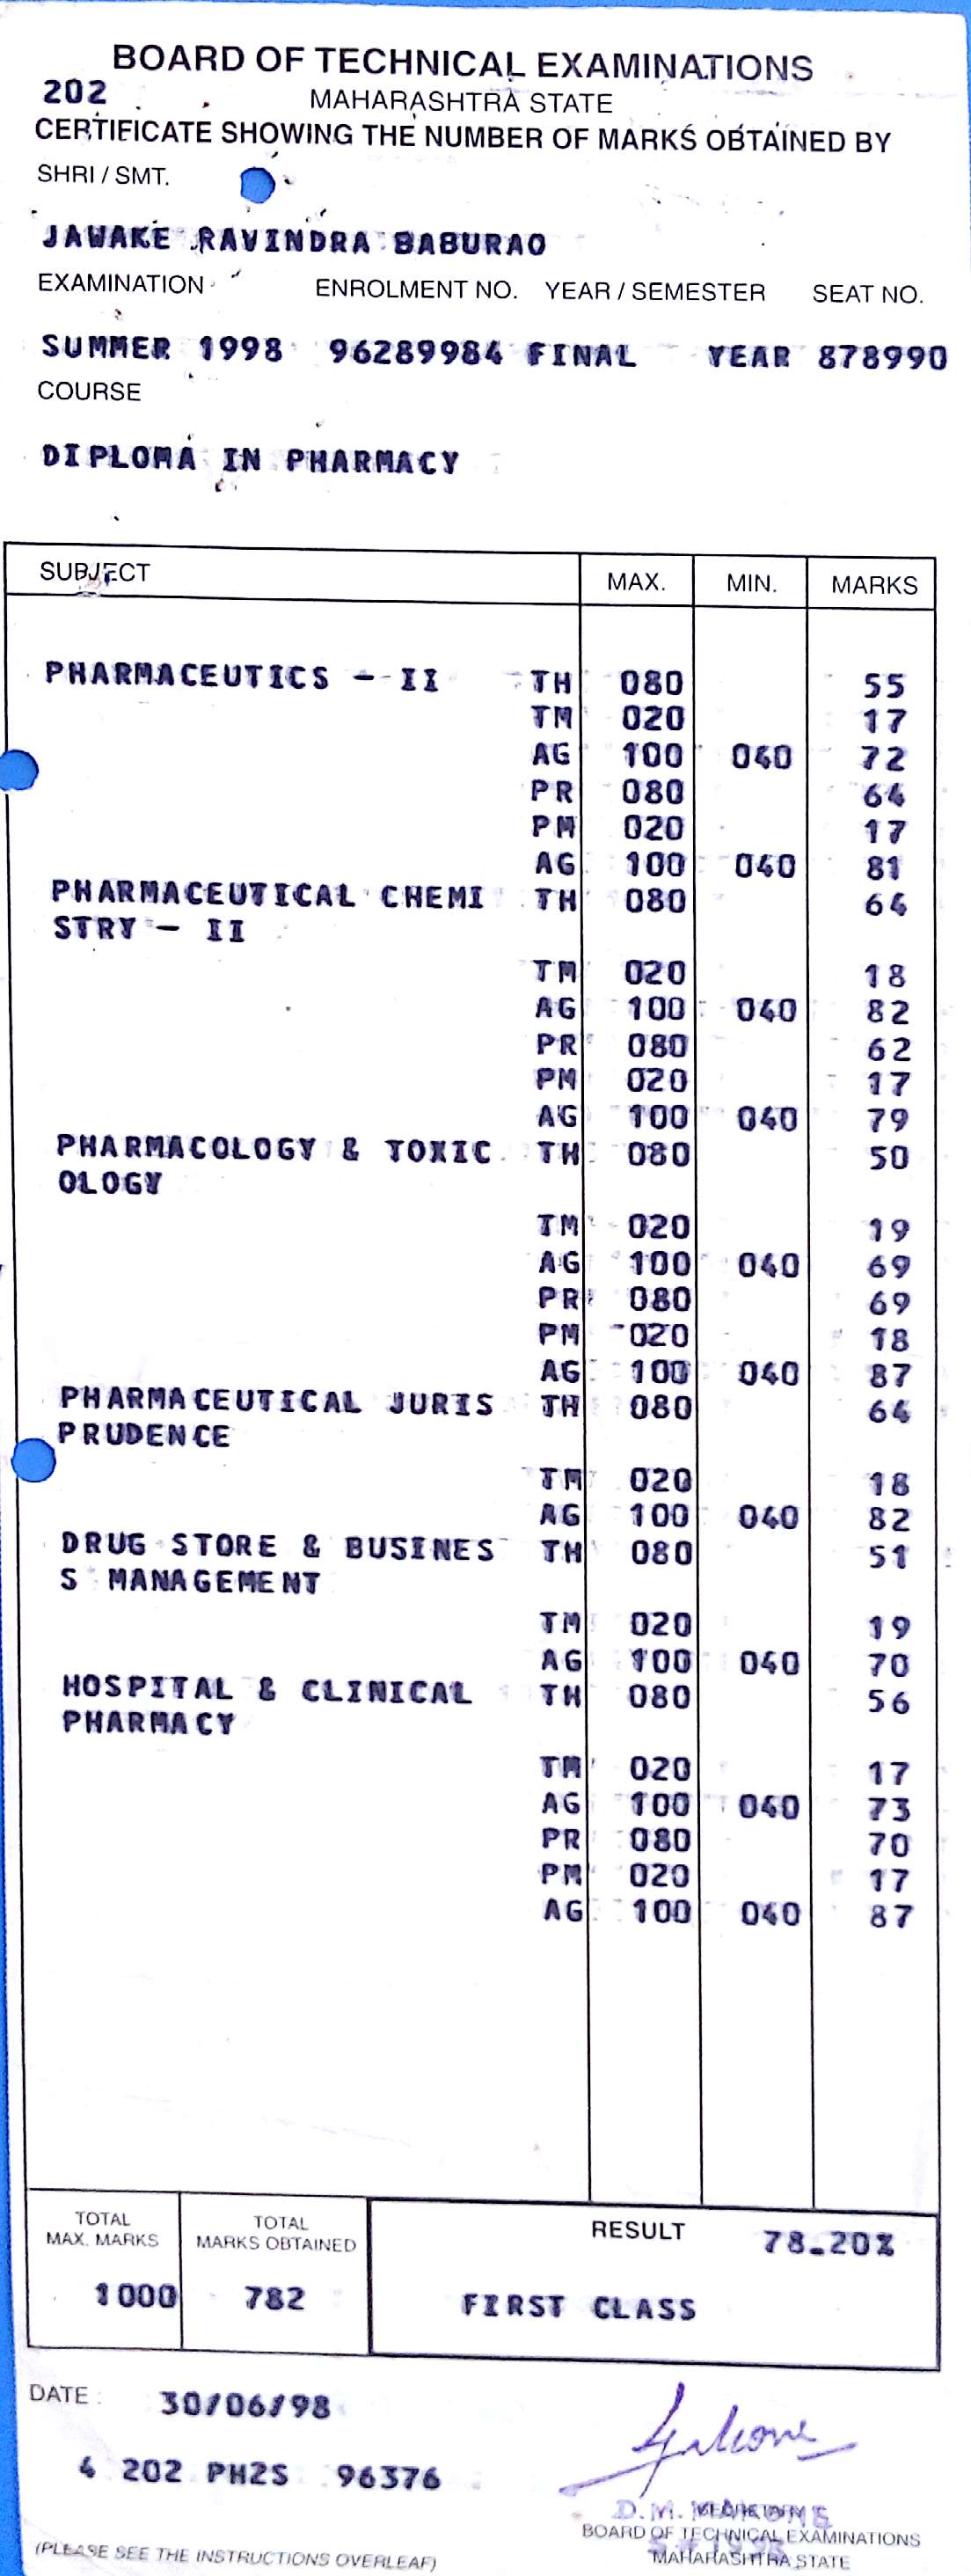 BOARD OF TECHNICAL EXAMINATIONS
202
MAHARASHTRA STATE
CERTIFICATE SHOWING THE NUMBER OF MARKS OBTAINED BY
SHRI / SMT.
JAWAKE RAVINDRA BABURAO
EXAMINATION ENROLMENT NO. YEAR / SEMESTER SEAT NO.
SUMMER 1998 96289984 FINAL YEAR 878990
COURSE
DIPLOMA IN PHARMACY
SUBJECT MAX. MIN. MARKS
PHARMACEUTICS - II TH 080 55
TM 020 17
AG 100 040 72
PR 080 64
PM 020 17
AG 100 040 81
PHARMACEUTICAL CHEMI TH 080 64
STRY - II
TM 020 18
AG 100 040 82
PR 080 62
PM 020 17
AG 100 040 79
PHARMACOLOGY & TOXIC TH 080 50
OLOGY
TM 020 19
AG 100 040 69
PR 080 69
PM 020 18
AG 100 040 87
PHARMACEUTICAL JURIS TH 080 64
PRUDENCE
TM 020 18
AG 100 040 82
DRUG STORE & BUSINES TH 080 51
S MANAGEMENT
TM 020 19
AG 100 040 70
HOSPITAL & CLINICAL TH 080 56
PHARMACY
TM 020 17
AG 100 040 73
PR 080 70
PM 020 17
AG 100 040 87
TOTAL MAX. MARKS
TOTAL MARKS OBTAINED
RESULT 78.20%
1000 782 FIRST CLASS
DATE : 30/06/98
4 202 PH2S 96376
D.M.
BOARD OF TECHNICAL EXAMINATIONS
MAHARASHTRA STATE
(PLEASE SEE THE INSTRUCTIONS OVERLEAF)